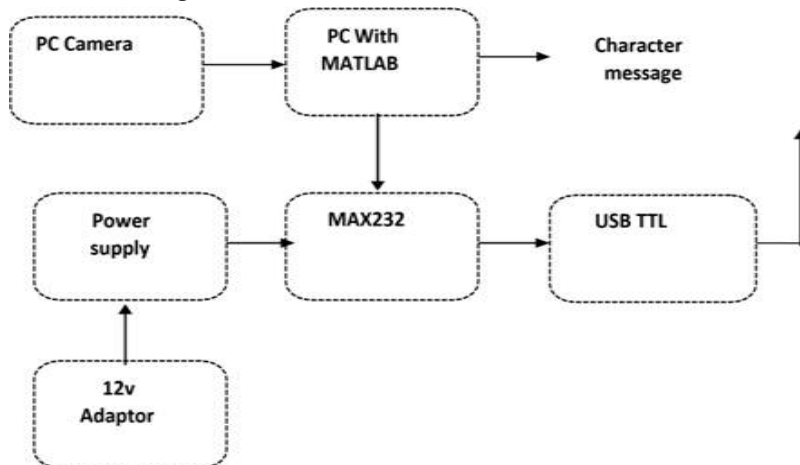 PC Camera
PC With
MATLAB
Character
message
Power
supply
MAX232
USB TTL
12v
Adaptor